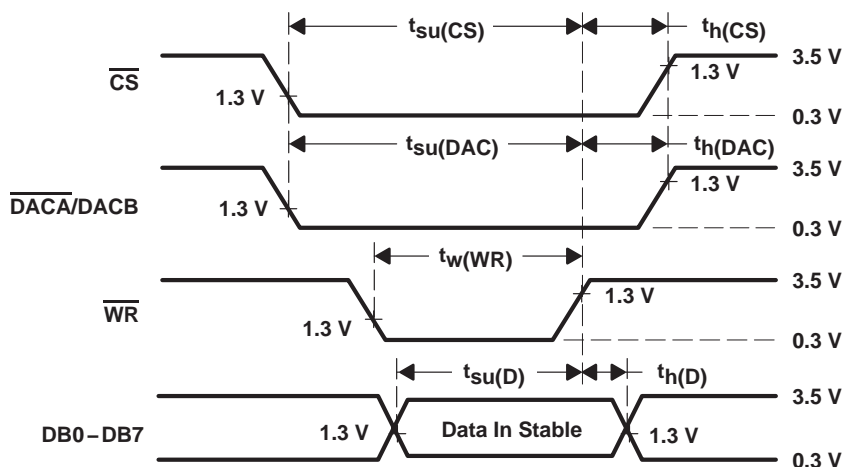 tsu(CS) th(CS)
CS 1.3 V 1.3 V 3.5 V
0.3 V
tsu(DAC) th(DAC)
DACA/DACB 1.3 V 1.3 V 3.5 V
0.3 V
tw(WR)
WR 1.3 V 1.3 V 3.5 V
0.3 V
tsu(D) th(D)
DB0–DB7 1.3 V Data In Stable 1.3 V 3.5 V
0.3 V